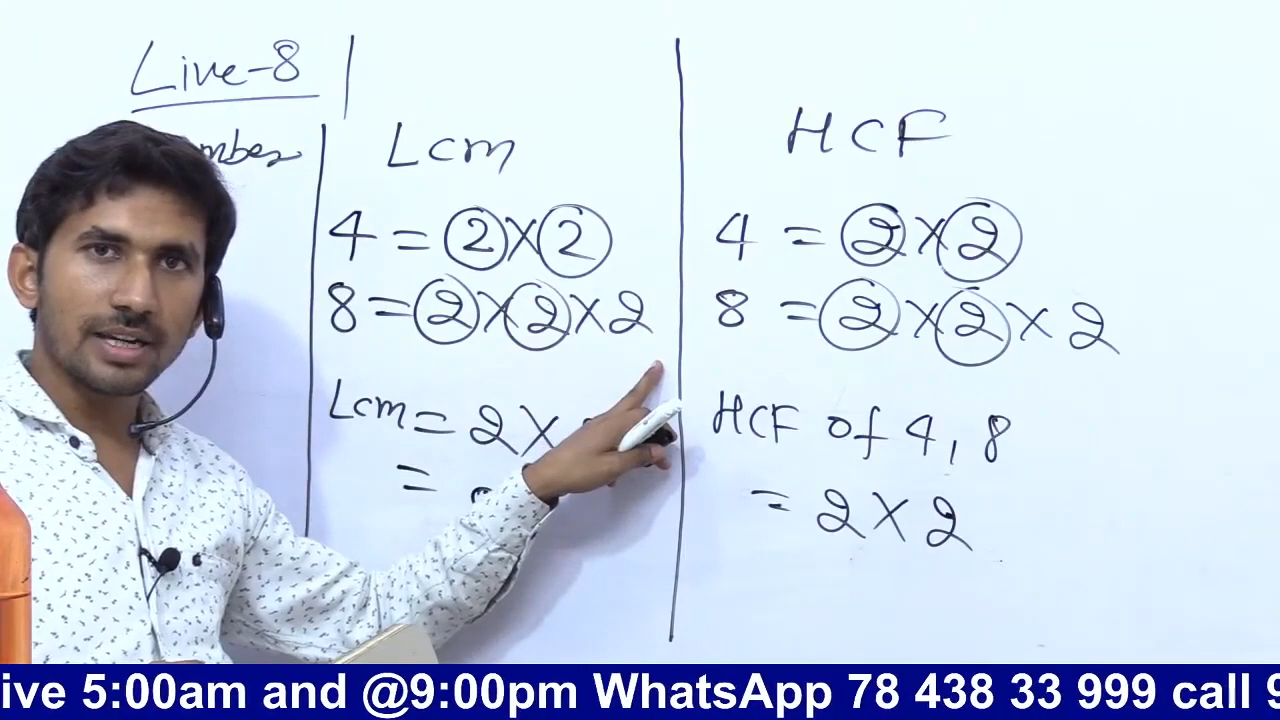 Live-8
Lcm
4 = 2 × 2
8 = 2 × 2 × 2
Lcm = 2 ×
=
HCF
4 = 2 × 2
8 = 2 × 2 × 2
HCF of 4, 8
= 2 × 2
ive 5:00am and @9:00pm WhatsApp 78 438 33 999 call 9